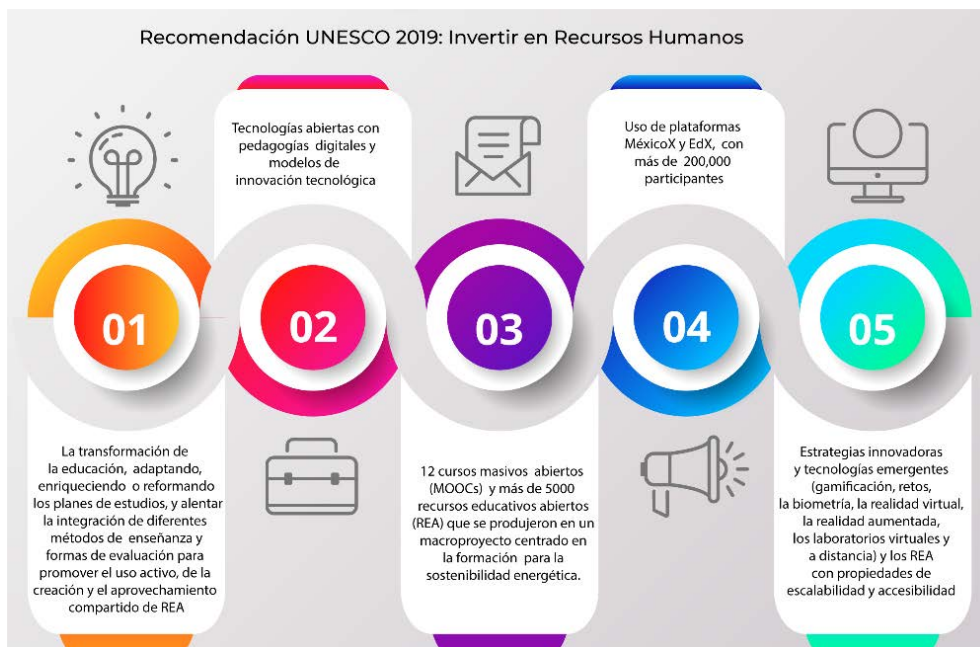 Recomendación UNESCO 2019: Invertir en Recursos Humanos
01
La transformación de
la educación, adaptando,
enriqueciendo o reformando
los planes de estudios, y alentar
la integración de diferentes
métodos de enseñanza y
formas de evaluación para
promover el uso activo, de la
creación y el aprovechamiento
compartido de REA
Tecnologías abiertas con
pedagogías digitales y
modelos de
innovación tecnológica
02
03
12 cursos masivos abiertos
(MOOCs) y más de 5000
recursos educativos abiertos
(REA) que se produjeron en un
macroproyecto centrado en
la formación para la
sostenibilidad energética.
Uso de plataformas
MéxicoX y EdX, con
más de 200,000
participantes
04
05
Estrategias innovadoras
y tecnologías emergentes
(gamificación, retos,
la biometría, la realidad virtual,
la realidad aumentada,
los laboratorios virtuales y
a distancia) y los REA
con propiedades de
escalabilidad y accesibilidad